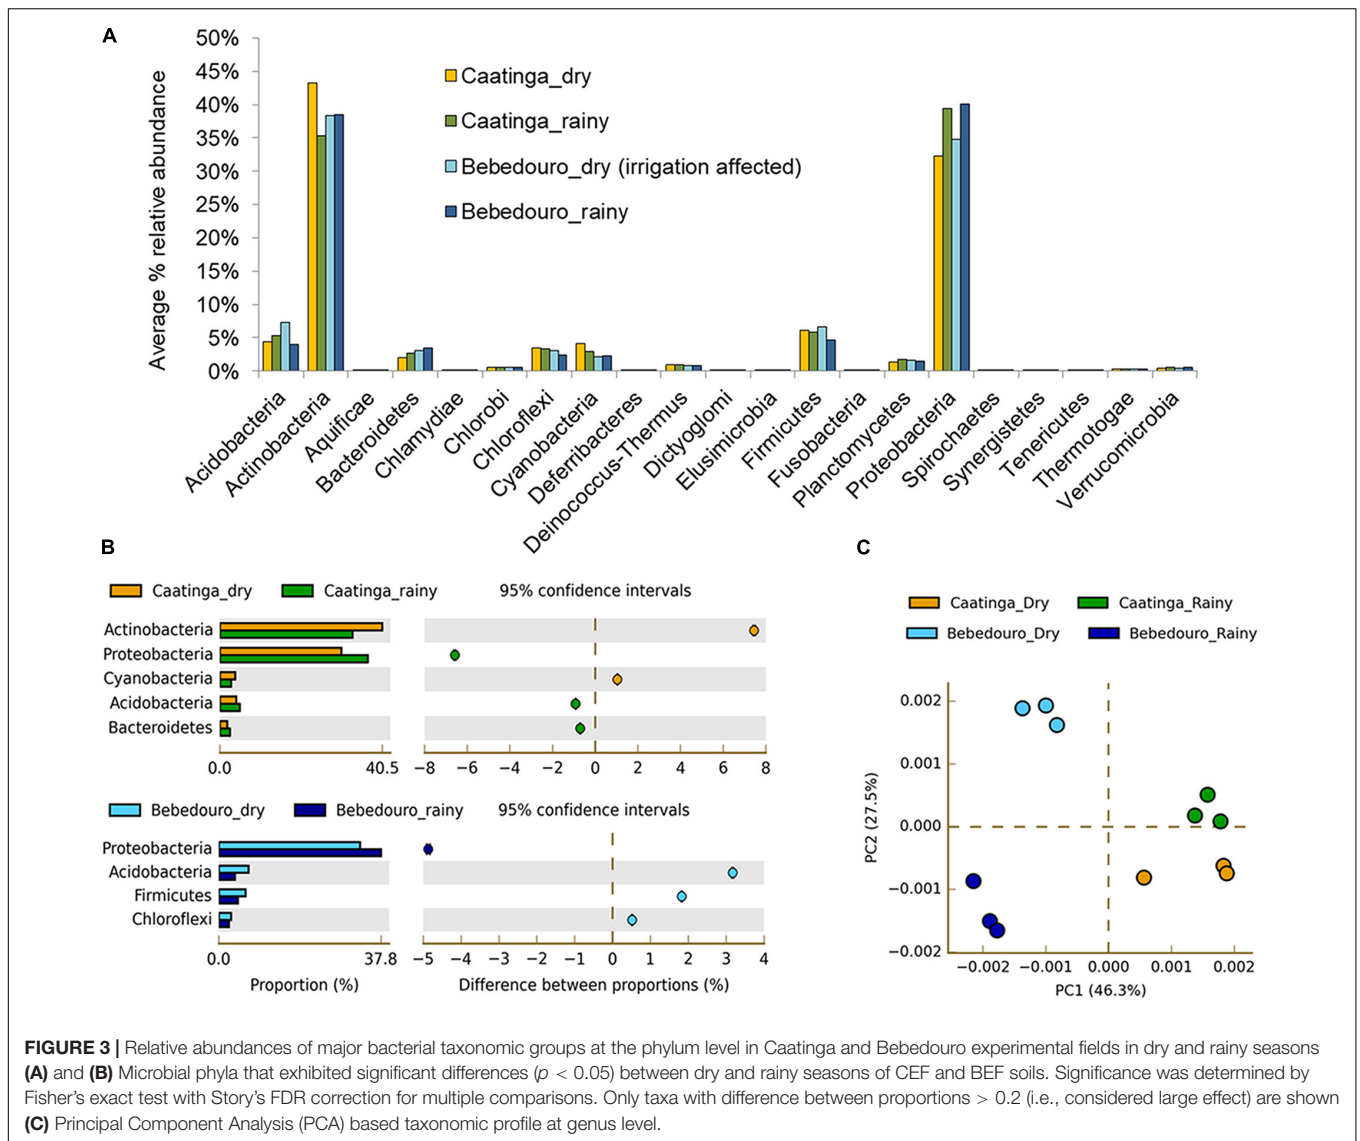 A
50%
45%
40%
35%
30%
25%
20%
15%
10%
5%
0%
Average % relative abundance
Caatinga_dry
Caatinga_rainy
Bebedouro_dry (irrigation affected)
Bebedouro_rainy
Acidobacteria
Actinobacteria
Aquificae
Bacteroidetes
Chlamydiae
Chlorobi
Chloroflexi
Cyanobacteria
Deferribacteres
Deinococcus-Thermus
Dictyoglomi
Elusimicrobia
Firmicutes
Fusobacteria
Planctomycetes
Proteobacteria
Spirochaetes
Synergistetes
Tenericutes
Thermotogae
Verrucomicrobia
B
Caatinga_dry Caatinga_rainy 95% confidence intervals
Actinobacteria
Proteobacteria
Cyanobacteria
Acidobacteria
Bacteroidetes
0.0 40.5 −8 −6 −4 −2 0 2 4 6 8
Bebedouro_dry Bebedouro_rainy 95% confidence intervals
Proteobacteria
Acidobacteria
Firmicutes
Chloroflexi
0.0 37.8 −5 −4 −3 −2 −1 0 1 2 3 4
Proportion (%) Difference between proportions (%)
C
Caatinga_Dry Caatinga_Rainy
Bebedouro_Dry Bebedouro_Rainy
0.002
0.001
0.000
−0.001
−0.002
PC2 (27.5%)
−0.002 −0.001 0.000 0.001 0.002
PC1 (46.3%)
FIGURE 3 | Relative abundances of major bacterial taxonomic groups at the phylum level in Caatinga and Bebedouro experimental fields in dry and rainy seasons
(A) and (B) Microbial phyla that exhibited significant differences (p < 0.05) between dry and rainy seasons of CEF and BEF soils. Significance was determined by
Fisher's exact test with Story's FDR correction for multiple comparisons. Only taxa with difference between proportions > 0.2 (i.e., considered large effect) are shown
(C) Principal Component Analysis (PCA) based taxonomic profile at genus level.